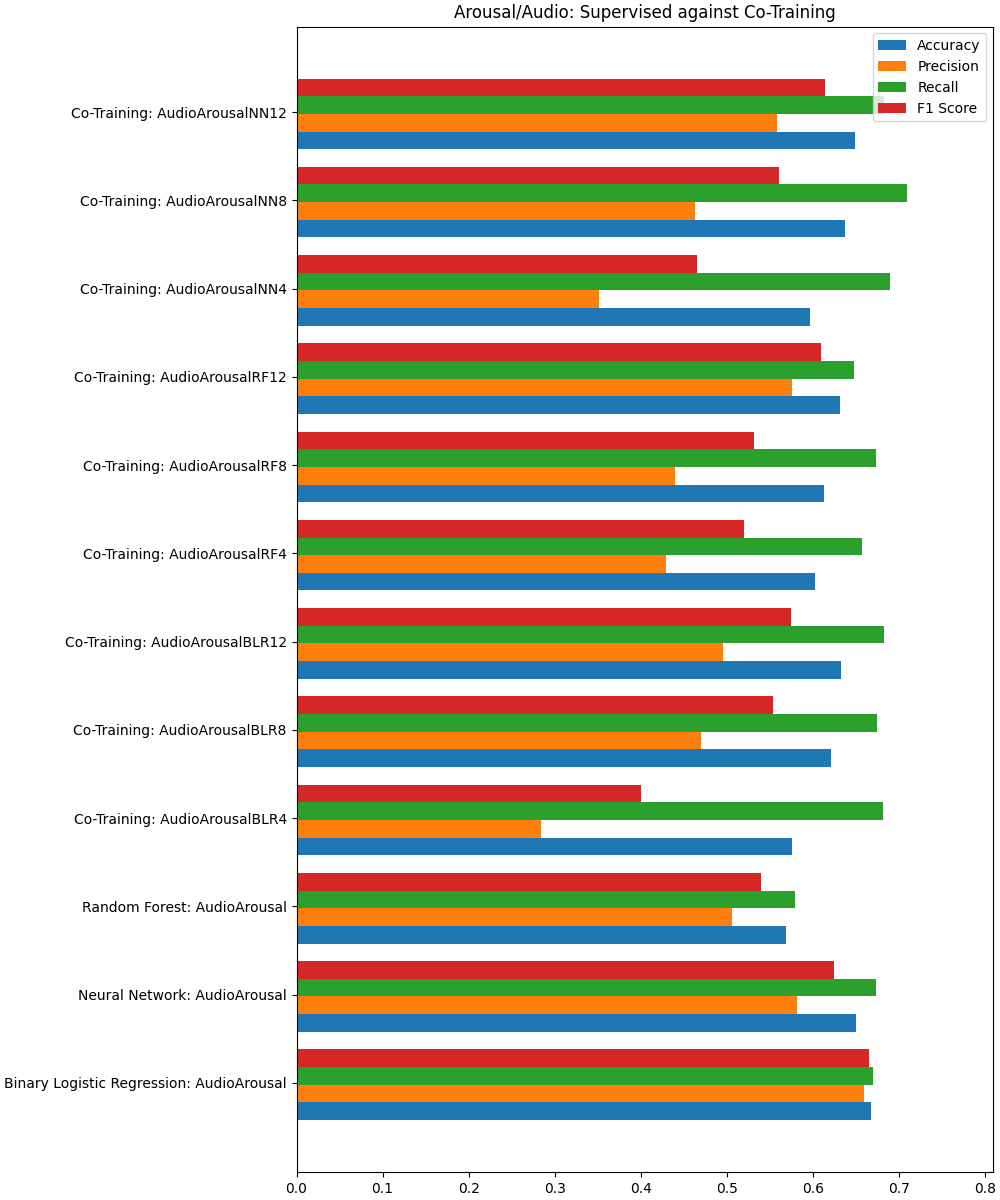 Arousal/Audio: Supervised against Co-Training
Accuracy
Precision
Recall
F1 Score
Co-Training: AudioArousalNN12
Co-Training: AudioArousalNN8
Co-Training: AudioArousalNN4
Co-Training: AudioArousalRF12
Co-Training: AudioArousalRF8
Co-Training: AudioArousalRF4
Co-Training: AudioArousalBLR12
Co-Training: AudioArousalBLR8
Co-Training: AudioArousalBLR4
Random Forest: AudioArousal
Neural Network: AudioArousal
Binary Logistic Regression: AudioArousal
0.0 0.1 0.2 0.3 0.4 0.5 0.6 0.7 0.8